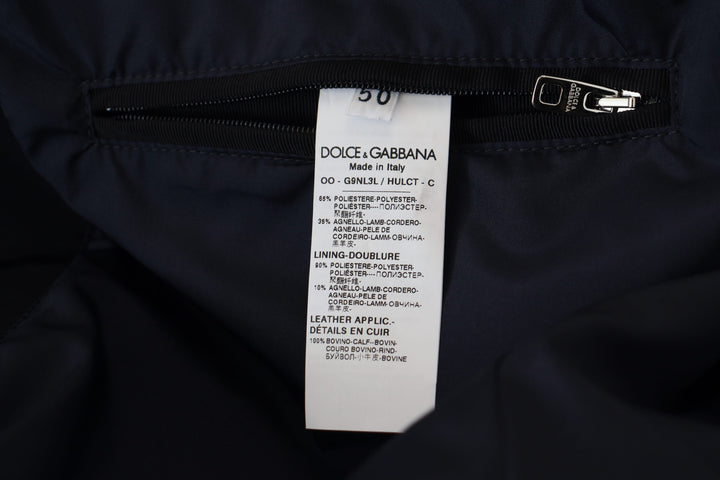 50
DOLCE & GABBANA
DOLCE&GABBANA
Made in Italy
OO - G9NL3L / HULCT - C
65% POLIESTERE-POLYESTER-
POLIÉSTER----ПОЛИЭСТЕР-
聚酯纤维-
35% AGNELLO-LAMB-CORDERO-
AGNEAU-PELE DE
CORDEIRO-LAMM-ОВЧИНА-
羔羊皮-
LINING-DOUBLURE
90% POLIESTERE-POLYESTER-
POLIÉSTER----ПОЛИЭСТЕР-
聚酯纤维-
10% AGNELLO-LAMB-CORDERO-
AGNEAU-PELE DE
CORDEIRO-LAMM-ОВЧИНА-
羔羊皮-
LEATHER APPLIC.-
DÉTAILS EN CUIR
100% BOVINO-CALF--BOVIN-
COURO BOVINO-RIND-
БУЙВОЛ-小牛皮-BOVINE